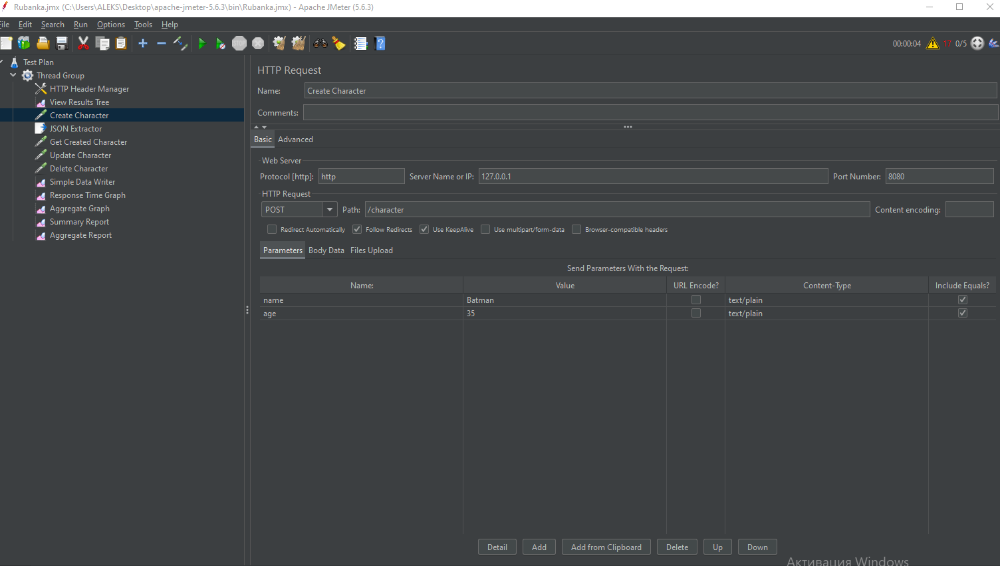 Rubanka.jmx (C:\Users\ALEKS\Desktop\apache-jmeter-5.6.3\bin\Rubanka.jmx) - Apache JMeter (5.6.3)
File Edit Search Run Options Tools Help
00:00:04 17 0/5
Test Plan
Thread Group
HTTP Header Manager
View Results Tree
Create Character
JSON Extractor
Get Created Character
Update Character
Delete Character
Simple Data Writer
Response Time Graph
Aggregate Graph
Summary Report
Aggregate Report
HTTP Request
Name: Create Character
Comments:
Basic Advanced
Web Server
Protocol [http]: http Server Name or IP: 127.0.0.1 Port Number: 8080
HTTP Request
POST Path: /character Content encoding:
Redirect Automatically Follow Redirects Use KeepAlive Use multipart/form-data Browser-compatible headers
Parameters Body Data Files Upload
Send Parameters With the Request:
Name: Value URL Encode? Content-Type Include Equals?
name Batman text/plain
age 35 text/plain
Detail Add Add from Clipboard Delete Up Down
Активация Windows